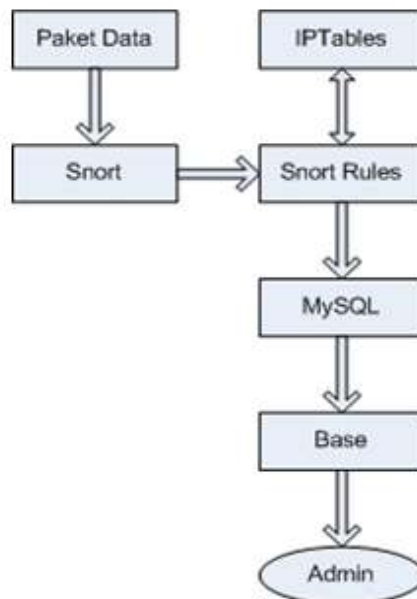 Paket Data
IPTables
Snort
Snort Rules
MySQL
Base
Admin